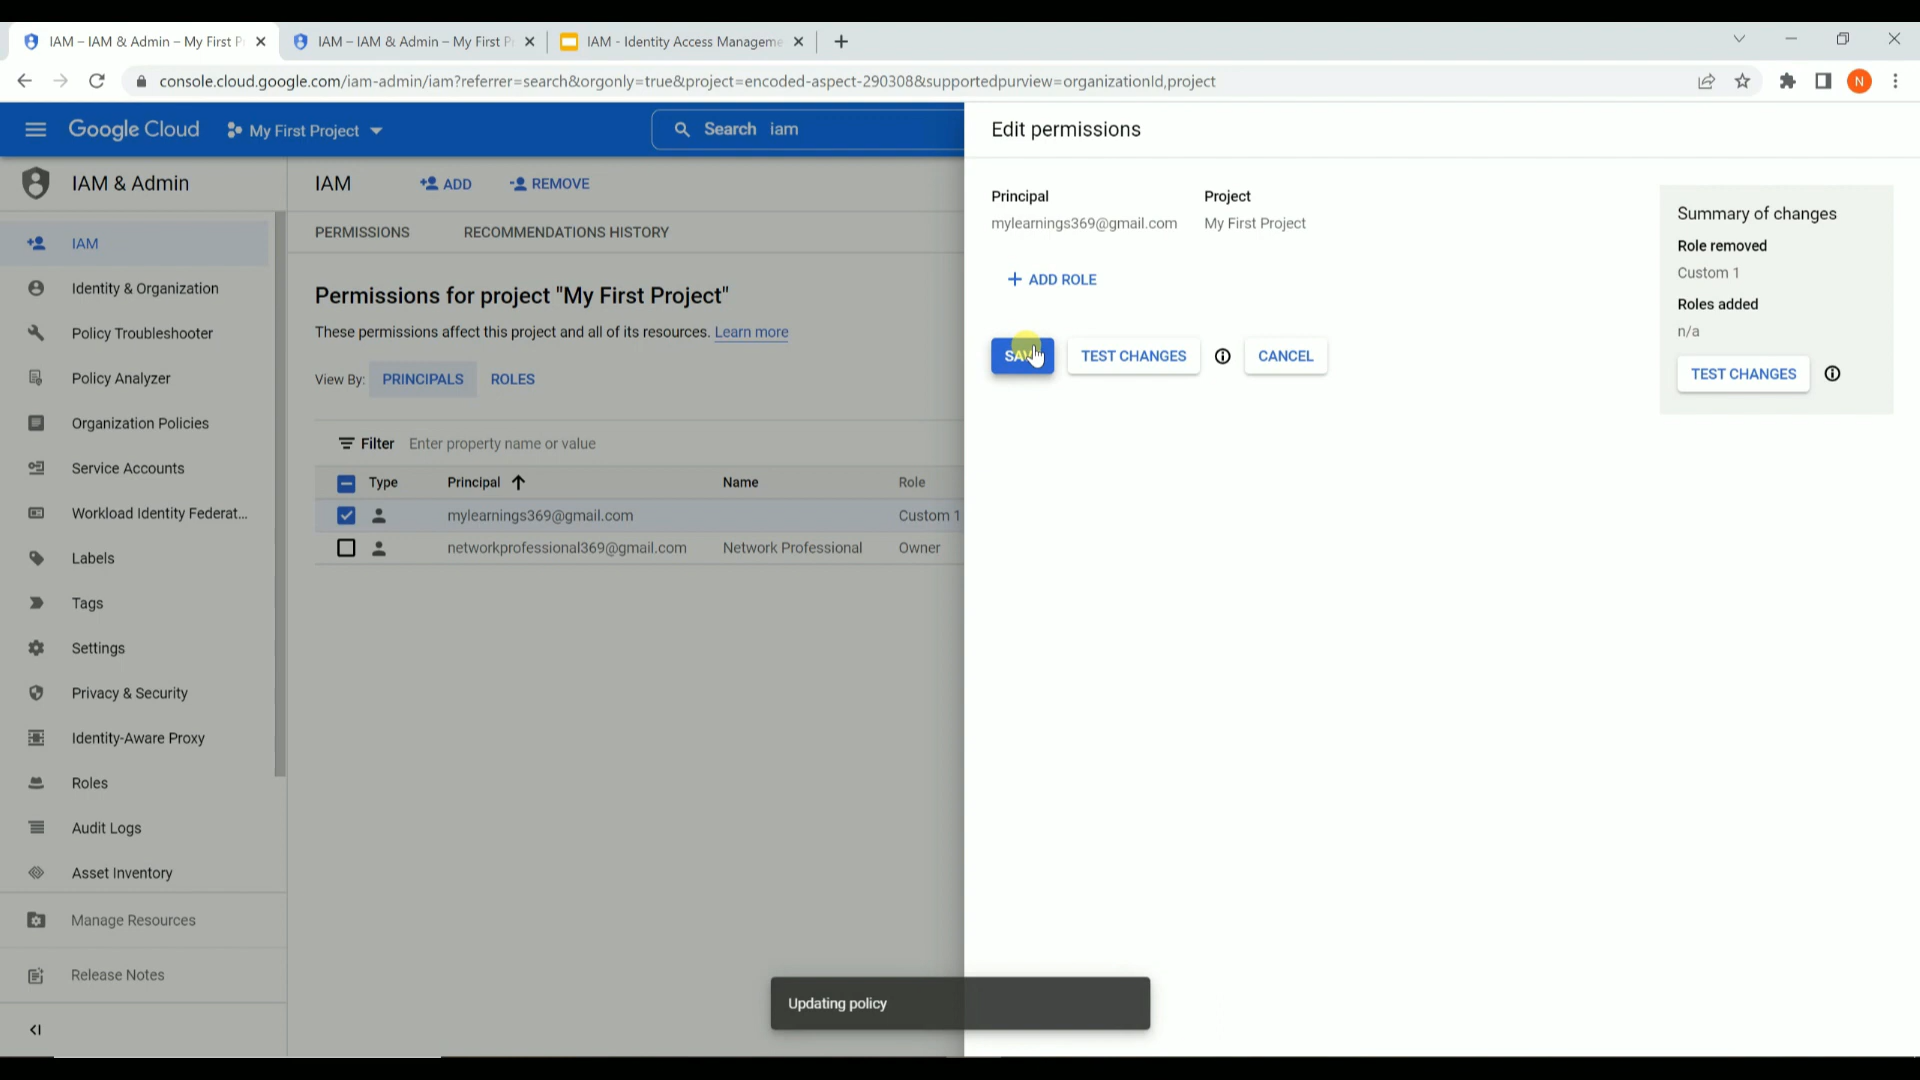 IAM – IAM & Admin – My First P
IAM – IAM & Admin – My First P
IAM - Identity Access Manageme
console.cloud.google.com/iam-admin/iam?referrer=search&orgonly=true&project=encoded-aspect-290308&supportedpurview=organizationId,project
N
Google Cloud
My First Project
Search iam
IAM & Admin
IAM
Identity & Organization
Policy Troubleshooter
Policy Analyzer
Organization Policies
Service Accounts
Workload Identity Federat...
Labels
Tags
Settings
Privacy & Security
Identity-Aware Proxy
Roles
Audit Logs
Asset Inventory
Manage Resources
Release Notes
IAM
ADD
REMOVE
PERMISSIONS
RECOMMENDATIONS HISTORY
Permissions for project "My First Project"
These permissions affect this project and all of its resources. Learn more
View By: PRINCIPALS ROLES
Filter Enter property name or value
Type Principal Name Role
mylearnings369@gmail.com Custom 1
networkprofessional369@gmail.com Network Professional Owner
Edit permissions
Principal Project
mylearnings369@gmail.com My First Project
+ ADD ROLE
SAVE TEST CHANGES CANCEL
Summary of changes
Role removed
Custom 1
Roles added
n/a
TEST CHANGES
Updating policy